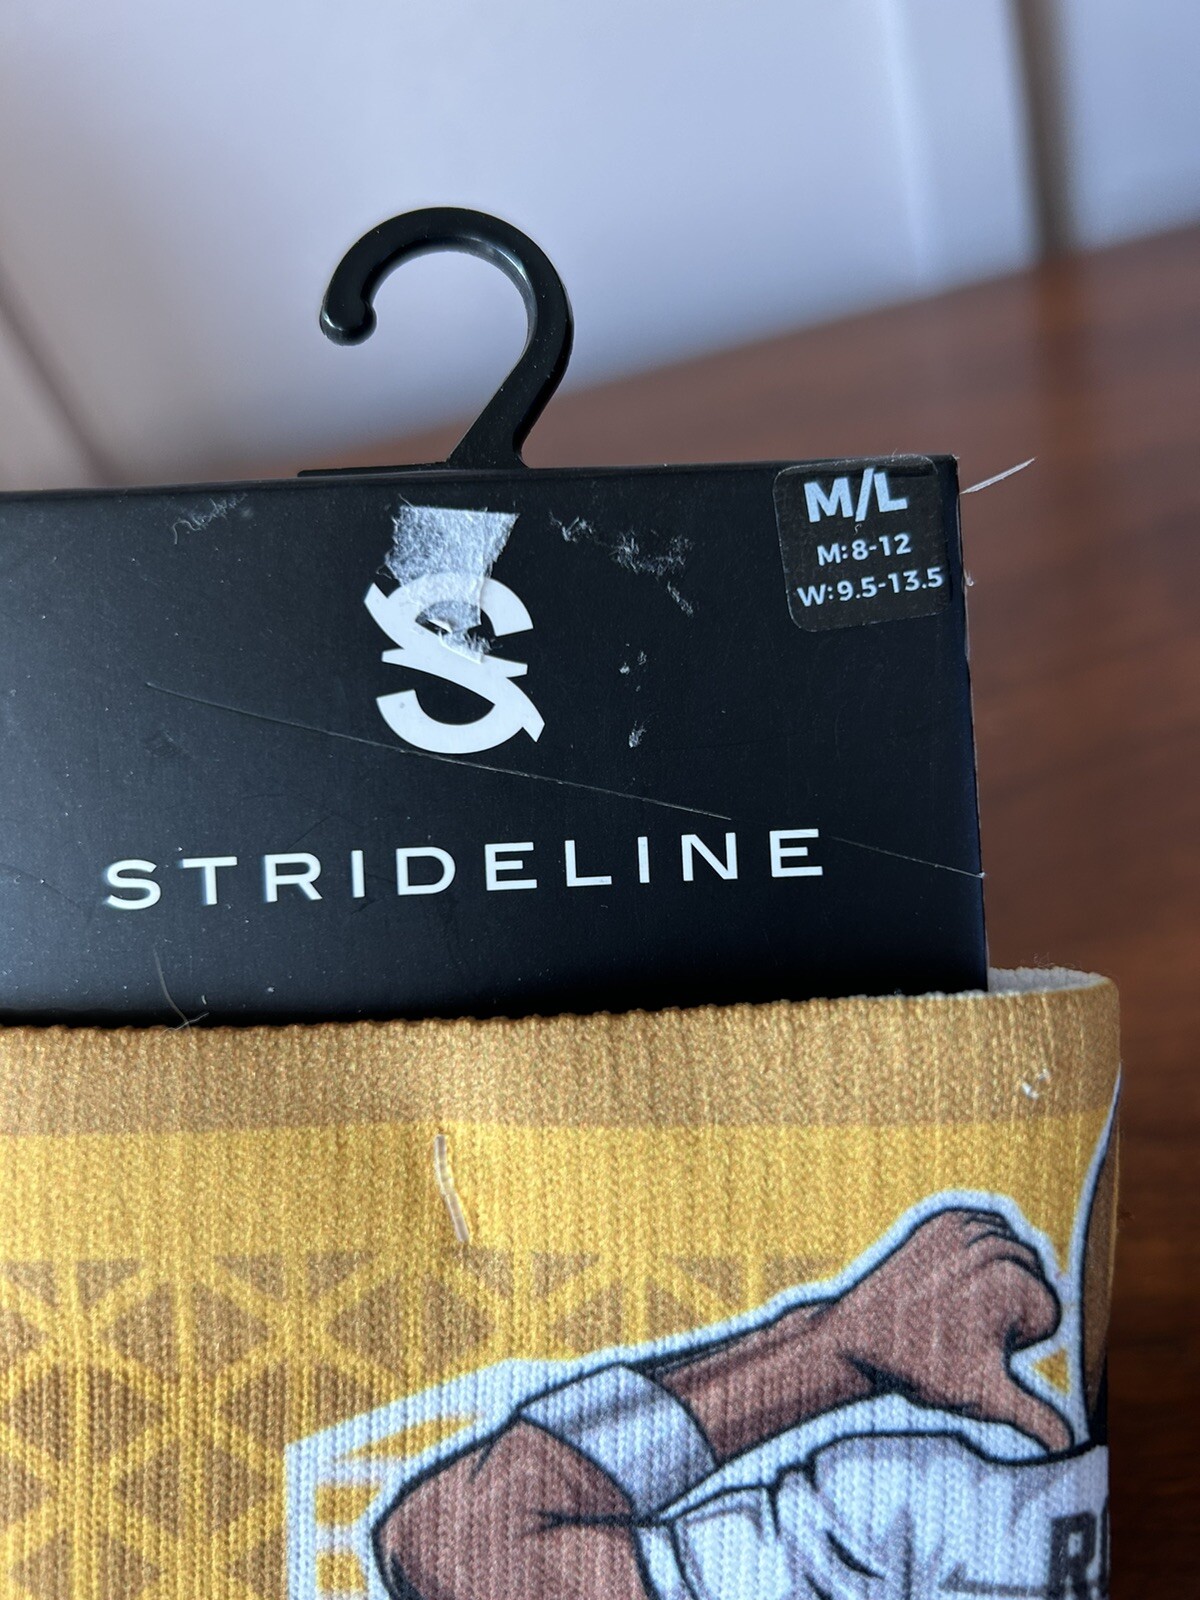 M/L
M:8-12
W:9.5-13.5
S
STRIDELINE